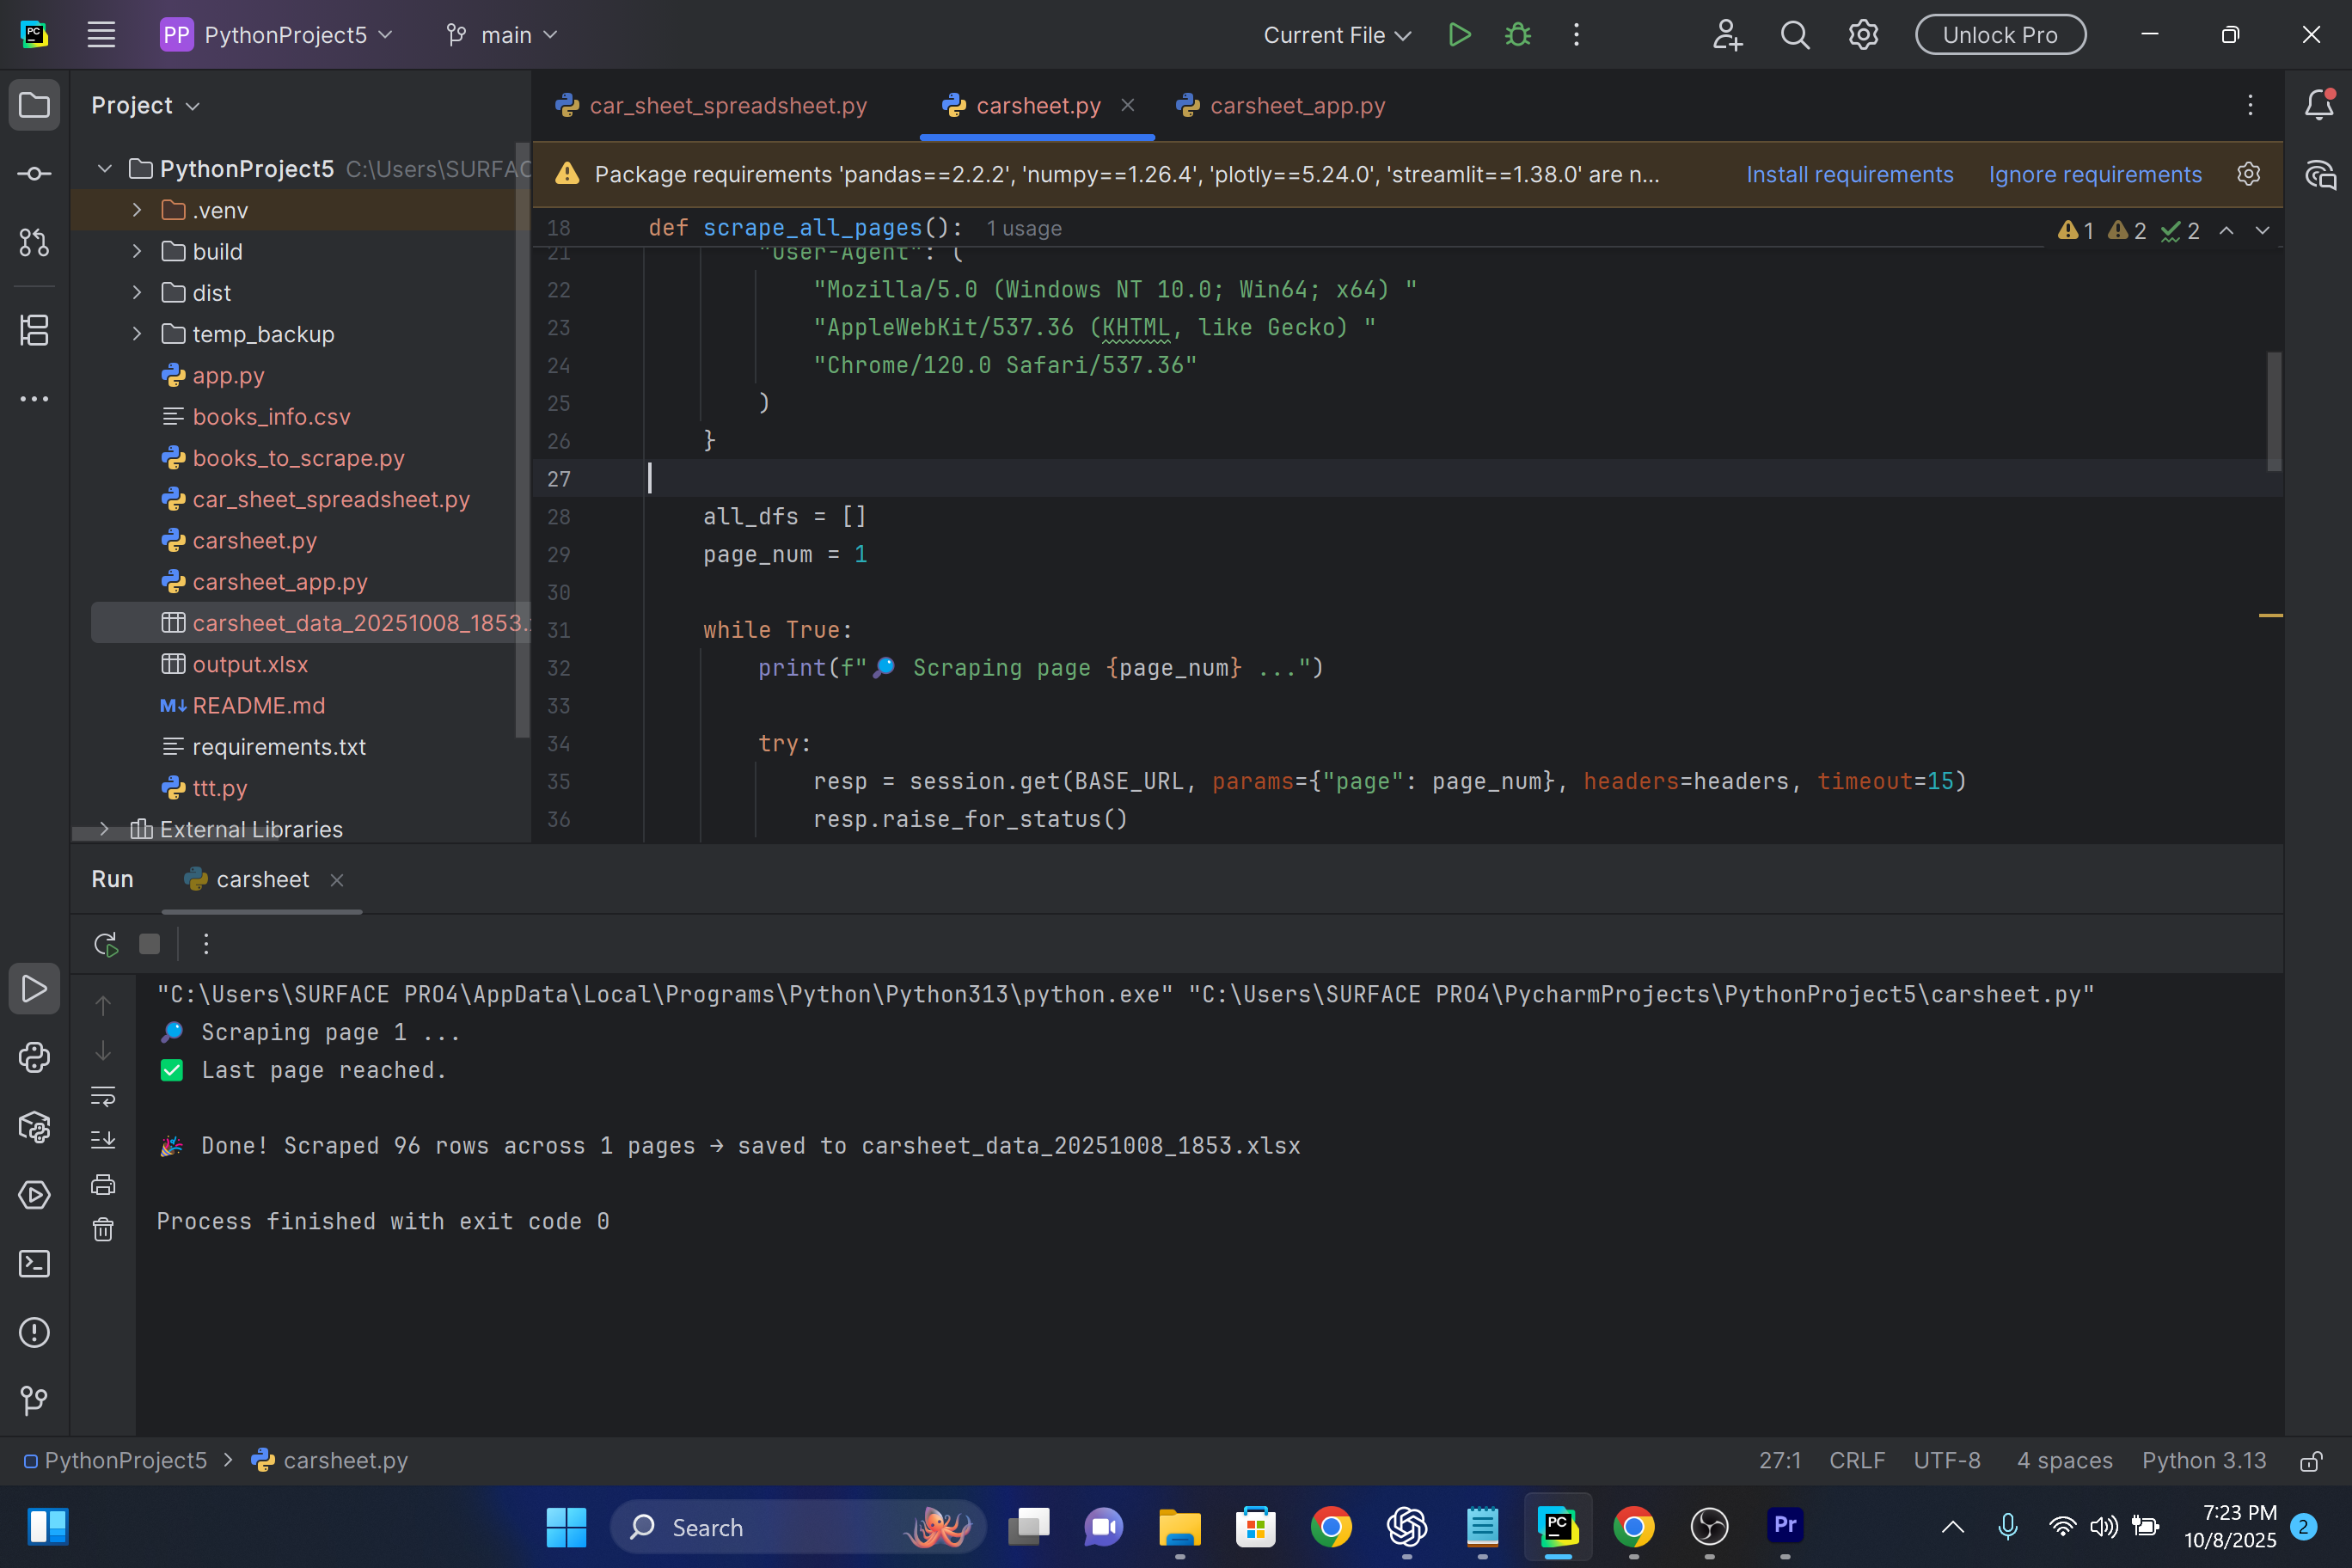 PC
PP PythonProject5
main
Current File
Unlock Pro
Project
car_sheet_spreadsheet.py
carsheet.py
carsheet_app.py
PythonProject5 C:\Users\SURFAC
.venv
build
dist
temp_backup
app.py
books_info.csv
books_to_scrape.py
car_sheet_spreadsheet.py
carsheet.py
carsheet_app.py
carsheet_data_20251008_1853.
output.xlsx
M↓ README.md
requirements.txt
ttt.py
External Libraries
Package requirements 'pandas==2.2.2', 'numpy==1.26.4', 'plotly==5.24.0', 'streamlit==1.38.0' are n...
Install requirements
Ignore requirements
18 def scrape_all_pages(): 1 usage
1 2 2
21 "User-Agent": (
22 "Mozilla/5.0 (Windows NT 10.0; Win64; x64) "
23 "AppleWebKit/537.36 (KHTML, like Gecko) "
24 "Chrome/120.0 Safari/537.36"
25 )
26 }
27
28 all_dfs = []
29 page_num = 1
30
31 while True:
32 print(f"🔎 Scraping page {page_num} ...")
33
34 try:
35 resp = session.get(BASE_URL, params={"page": page_num}, headers=headers, timeout=15)
36 resp.raise_for_status()
Run
carsheet
"C:\Users\SURFACE PRO4\AppData\Local\Programs\Python\Python313\python.exe" "C:\Users\SURFACE PRO4\PycharmProjects\PythonProject5\carsheet.py"
🔎 Scraping page 1 ...
✅ Last page reached.
🎉 Done! Scraped 96 rows across 1 pages → saved to carsheet_data_20251008_1853.xlsx
Process finished with exit code 0
PythonProject5 > carsheet.py
27:1 CRLF UTF-8 4 spaces Python 3.13
Search
PC
Pr
7:23 PM
10/8/2025
2